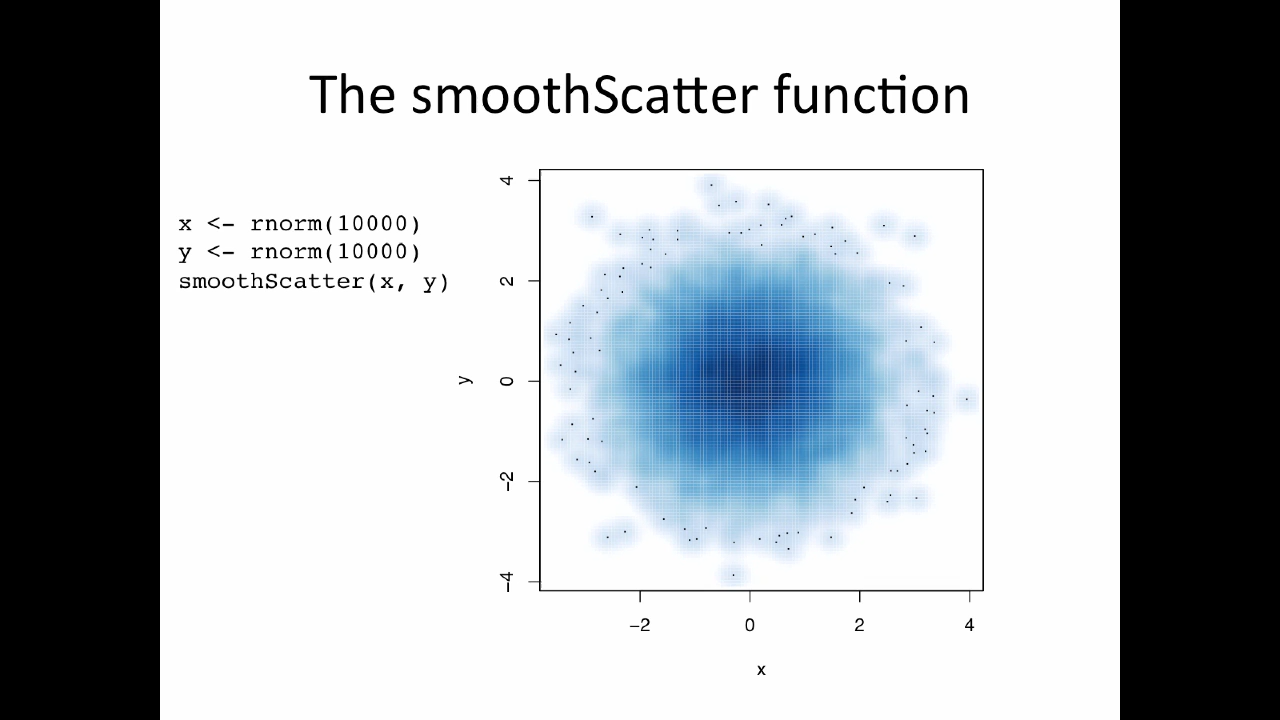 The smoothScatter function
x <- rnorm(10000)
y <- rnorm(10000)
smoothScatter(x, y)
4
2
0
−2
−4
y
−2 0 2 4
x